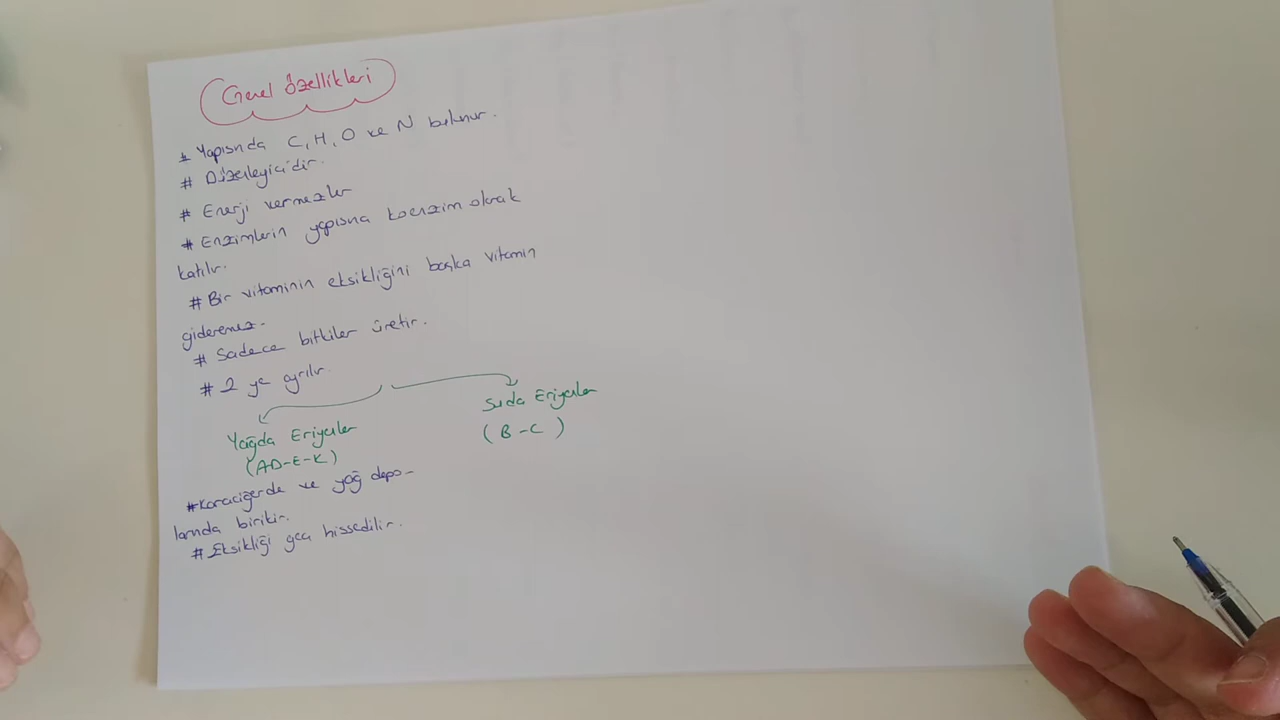 Genel Özellikleri
# Yapısında C, H, O ve N bulunur.
# Düzenleyicidir.
# Enerji vermezler
# Enzimlerin yapısına koenzim olarak
katılır.
# Bir vitaminin eksikliğini başka vitamin
gideremez.
# Sadece bitkiler üretir.
# 2 ye ayrılır.
Yağda Eriyenler
(AD-E-K)
Suda Eriyenler
(B-C)
#Karaciğerde ve yağ depo-
larında birikir.
# Eksikliği geç hissedilir.